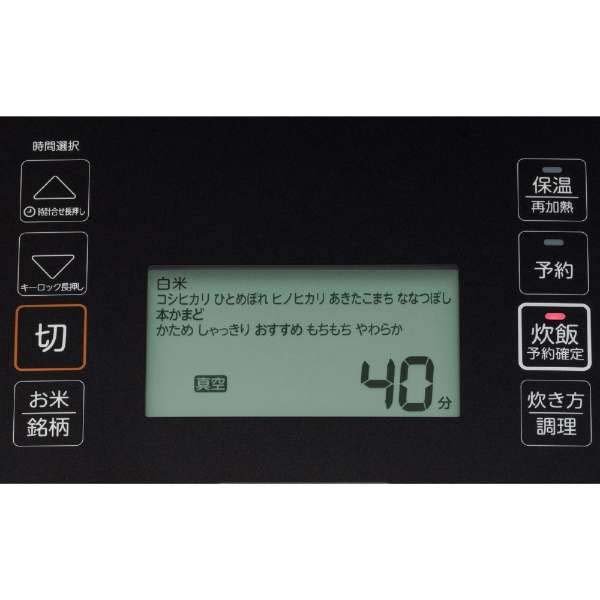 時間選択
時計合せ長押し
キーロック長押し
切
お米
銘柄
白米
コシヒカリ ひとめぼれ ヒノヒカリ あきたこまち ななつぼし
本かまど
かため しゃっきり おすすめ もちもち やわらか
真空
40分
保温
再加熱
予約
炊飯
予約確定
炊き方
調理